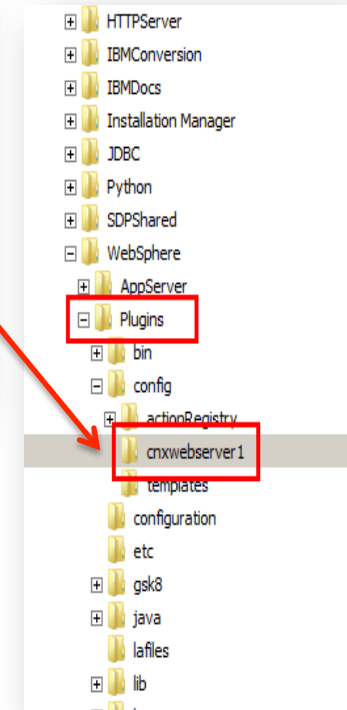 HTTPServer
IBMConversion
IBMDocs
Installation Manager
JDBC
Python
SDPShared
WebSphere
AppServer
Plugins
bin
config
actionRegistry
cnxwebserver1
templates
configuration
etc
gsk8
java
lafiles
lib